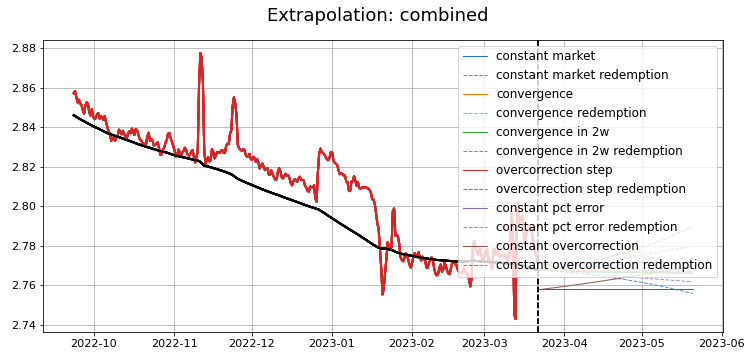 Extrapolation: combined
2.88
2.86
2.84
2.82
2.80
2.78
2.76
2.74
constant market
constant market redemption
convergence
convergence redemption
convergence in 2w
convergence in 2w redemption
overcorrection step
overcorrection step redemption
constant pct error
constant pct error redemption
constant overcorrection
constant overcorrection redemption
2022-10 2022-11 2022-12 2023-01 2023-02 2023-03 2023-04 2023-05 2023-06